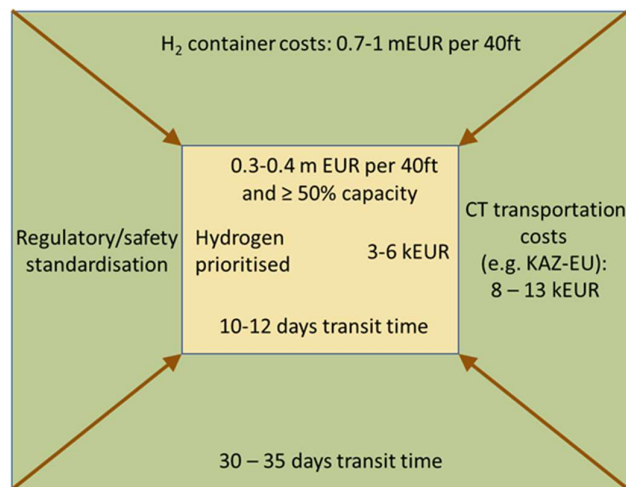 H₂ container costs: 0.7-1 mEUR per 40ft
0.3-0.4 m EUR per 40ft
and ≥ 50% capacity
Regulatory/safety
standardisation
Hydrogen
prioritised
3-6 kEUR
CT transportation
costs
(e.g. KAZ-EU):
8 – 13 kEUR
10-12 days transit time
30 – 35 days transit time